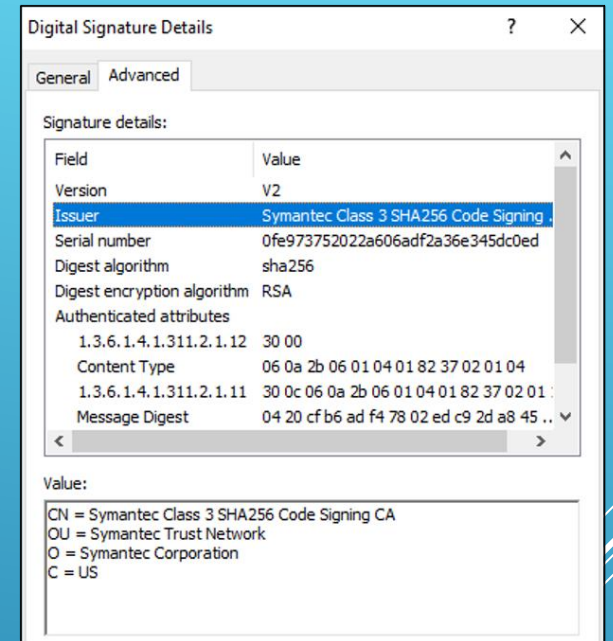 Digital Signature Details ? ×
General Advanced
Signature details:
Field Value
Version V2
Issuer Symantec Class 3 SHA256 Code Signing .
Serial number 0fe973752022a606adf2a36e345dc0ed
Digest algorithm sha256
Digest encryption algorithm RSA
Authenticated attributes
1.3.6.1.4.1.311.2.1.12 30 00
Content Type 06 0a 2b 06 01 04 01 82 37 02 01 04
1.3.6.1.4.1.311.2.1.11 30 0c 06 0a 2b 06 01 04 01 82 37 02 01
Message Digest 04 20 cf b6 ad f4 78 02 ed c9 2d a8 45 ..
Value:
CN = Symantec Class 3 SHA256 Code Signing CA
OU = Symantec Trust Network
O = Symantec Corporation
C = US